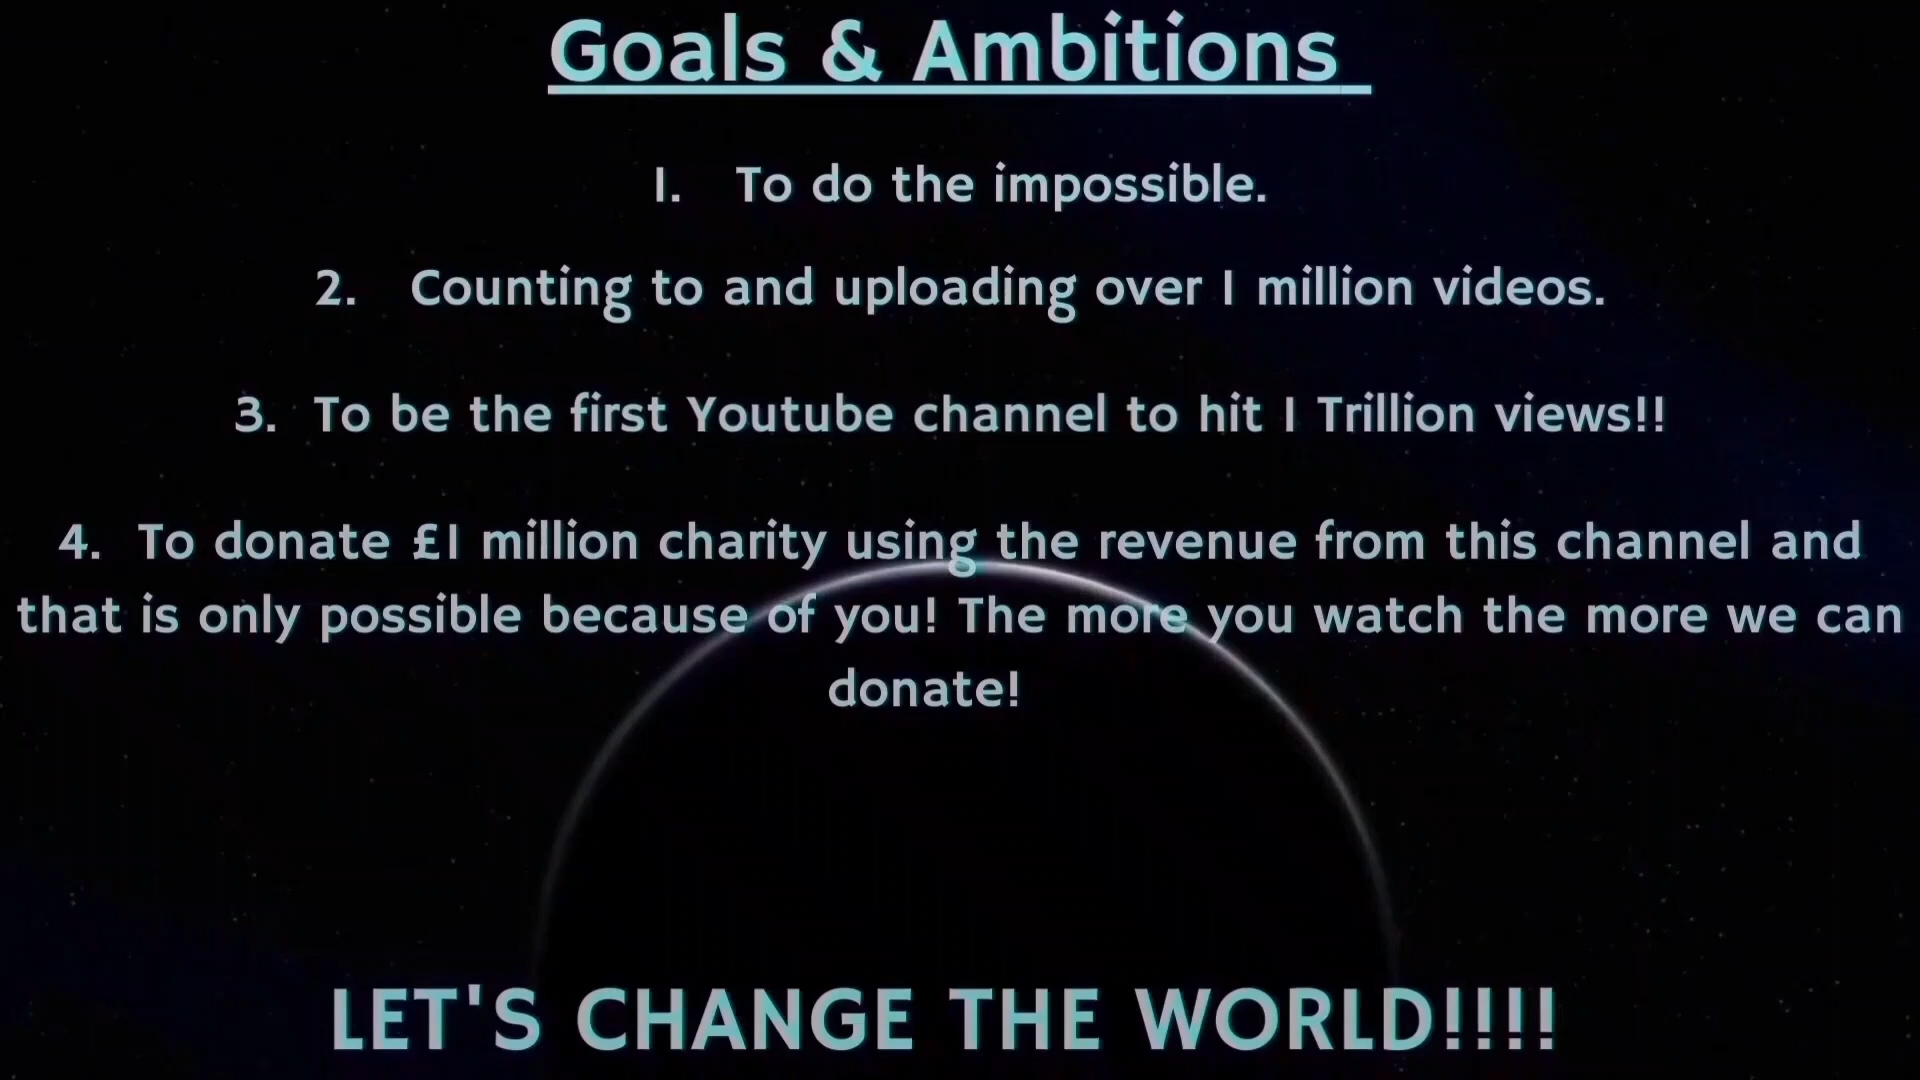 Goals & Ambitions
1. To do the impossible.
2. Counting to and uploading over 1 million videos.
3. To be the first Youtube channel to hit 1 Trillion views!!
4. To donate £1 million charity using the revenue from this channel and
that is only possible because of you! The more you watch the more we can
donate!
LET'S CHANGE THE WORLD!!!!